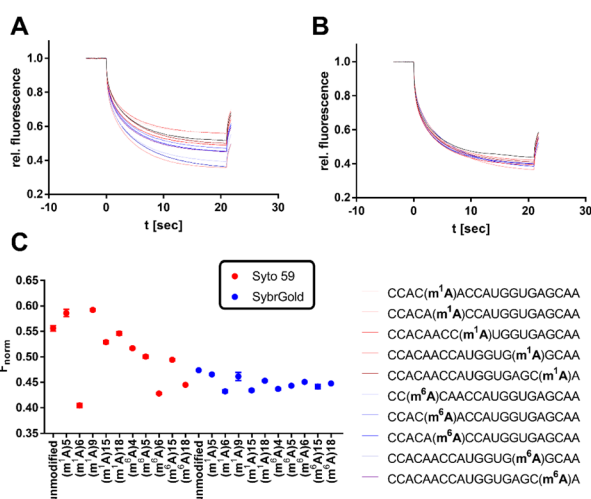 A
B
rel. fluorescence
1.0
0.8
0.6
0.4
0.2
-10
0
10
20
30
t [sec]
rel. fluorescence
1.0
0.8
0.6
0.4
0.2
-10
0
10
20
30
t [sec]
C
Syto 59
SybrGold
Fnorm
0.65
0.60
0.55
0.50
0.45
0.40
0.35
unmodified
(m¹A)5
(m¹A)6
(m¹A)9
(m¹A)15
(m¹A)18
(m⁶A)4
(m⁶A)5
(m⁶A)6
(m⁶A)15
(m⁶A)18
unmodified
(m¹A)5
(m¹A)6
(m¹A)9
(m¹A)15
(m¹A)18
(m⁶A)4
(m⁶A)5
(m⁶A)6
(m⁶A)15
(m⁶A)18
CCAC(m¹A)ACCAUGGUGAGCAA
CCACA(m¹A)CCAUGGUGAGCAA
CCACAACC(m¹A)UGGUGAGCAA
CCACAACCAUGGUG(m¹A)GCAA
CCACAACCAUGGUGAGC(m¹A)A
CC(m⁶A)CAACCAUGGUGAGCAA
CCAC(m⁶A)ACCAUGGUGAGCAA
CCACA(m⁶A)CCAUGGUGAGCAA
CCACAACCAUGGUG(m⁶A)GCAA
CCACAACCAUGGUGAGC(m⁶A)A